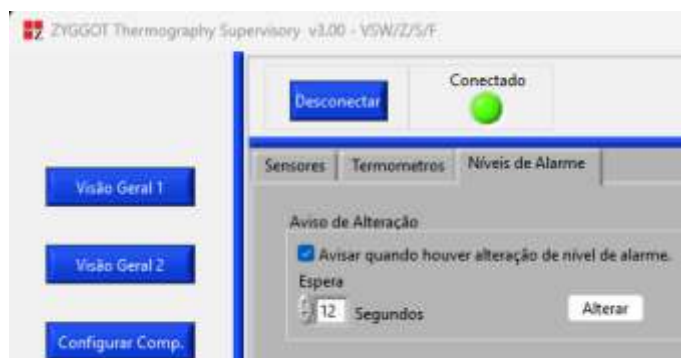 ZYGGOT Thermography Supervisory v3.00 - VSW/Z/S/F
Desconectar
Conectado
Sensores
Termometros
Níveis de Alarme
Visão Geral 1
Aviso de Alteração
Avisar quando houver alteração de nível de alarme.
Visão Geral 2
Espera
12 Segundos
Alterar
Configurar Comp.